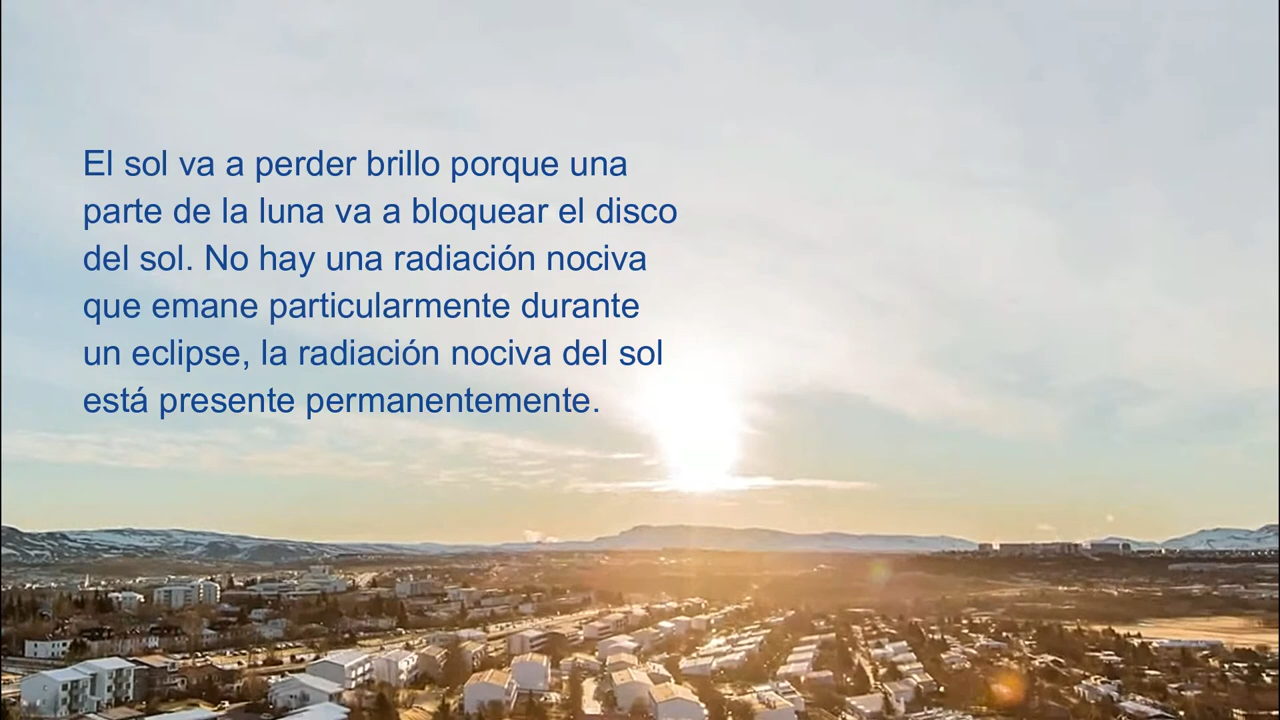 El sol va a perder brillo porque una
parte de la luna va a bloquear el disco
del sol. No hay una radiación nociva
que emane particularmente durante
un eclipse, la radiación nociva del sol
está presente permanentemente.